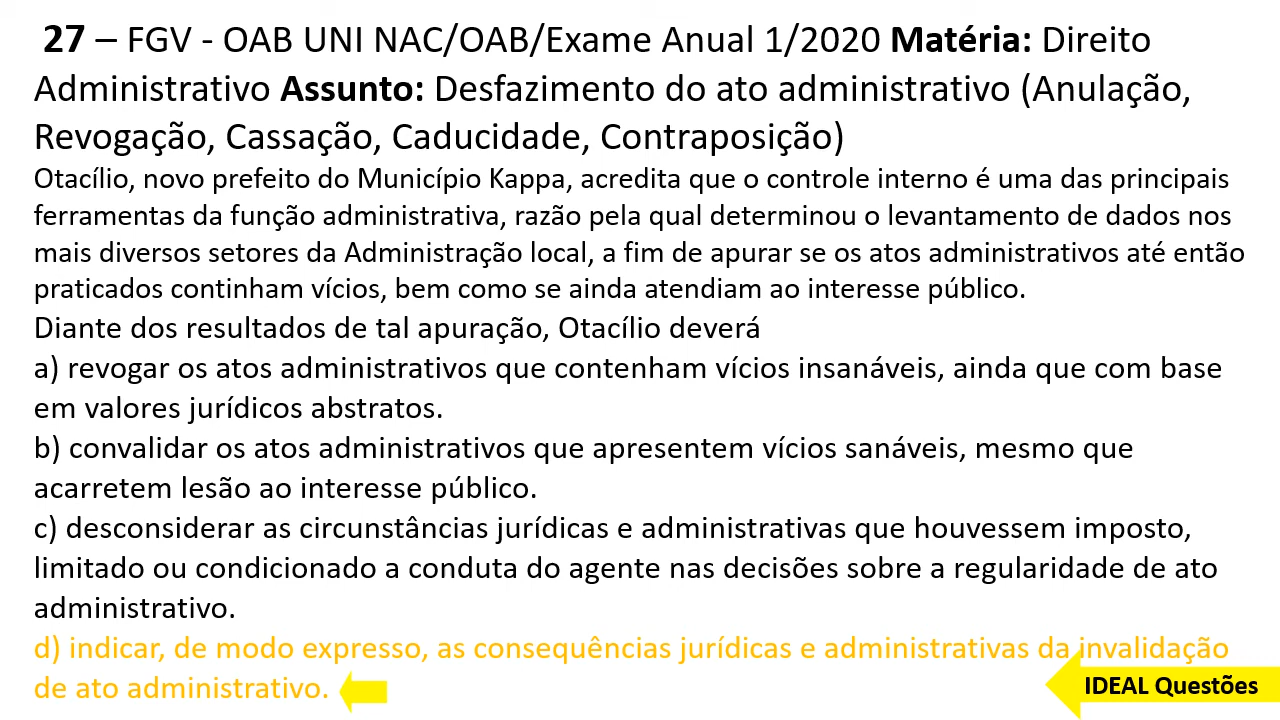 27 – FGV - OAB UNI NAC/OAB/Exame Anual 1/2020 Matéria: Direito
Administrativo Assunto: Desfazimento do ato administrativo (Anulação,
Revogação, Cassação, Caducidade, Contraposição)
Otacílio, novo prefeito do Município Kappa, acredita que o controle interno é uma das principais
ferramentas da função administrativa, razão pela qual determinou o levantamento de dados nos
mais diversos setores da Administração local, a fim de apurar se os atos administrativos até então
praticados continham vícios, bem como se ainda atendiam ao interesse público.
Diante dos resultados de tal apuração, Otacílio deverá
a) revogar os atos administrativos que contenham vícios insanáveis, ainda que com base
em valores jurídicos abstratos.
b) convalidar os atos administrativos que apresentem vícios sanáveis, mesmo que
acarretem lesão ao interesse público.
c) desconsiderar as circunstâncias jurídicas e administrativas que houvessem imposto,
limitado ou condicionado a conduta do agente nas decisões sobre a regularidade de ato
administrativo.
d) indicar, de modo expresso, as consequências jurídicas e administrativas da invalidação
de ato administrativo.
IDEAL Questões